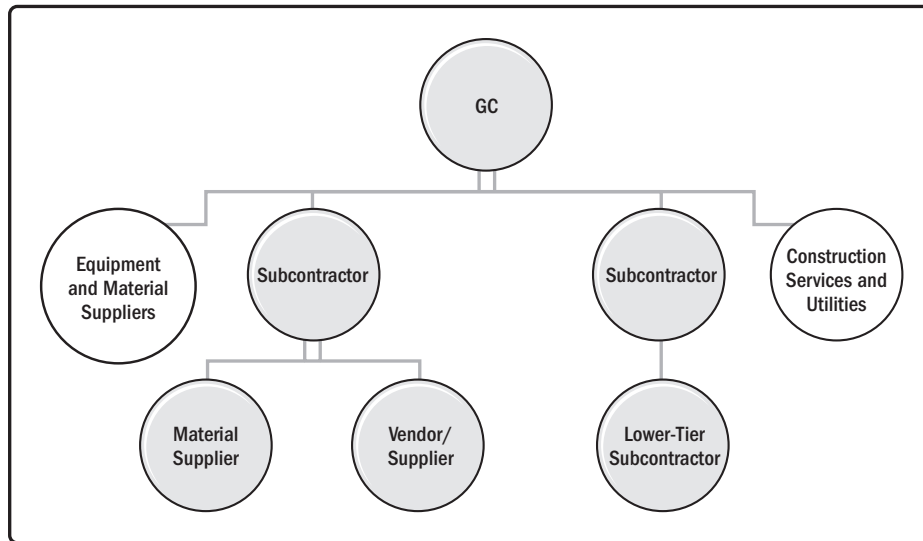 GC
Equipment
and Material
Suppliers
Subcontractor
Subcontractor
Construction
Services and
Utilities
Material
Supplier
Vendor/
Supplier
Lower-Tier
Subcontractor